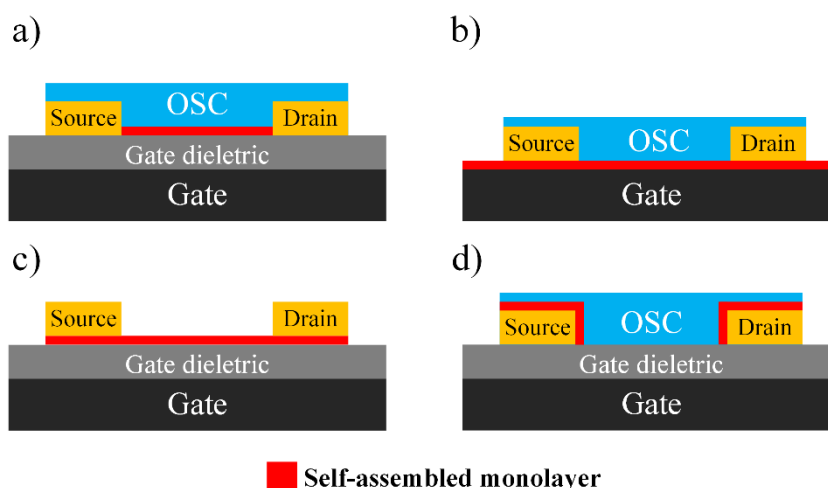 a)
OSC
Source
Drain
Gate dieletric
Gate
b)
Source
OSC
Drain
Gate
c)
Source
Drain
Gate dieletric
Gate
d)
Source
OSC
Drain
Gate dieletric
Gate
Self-assembled monolayer